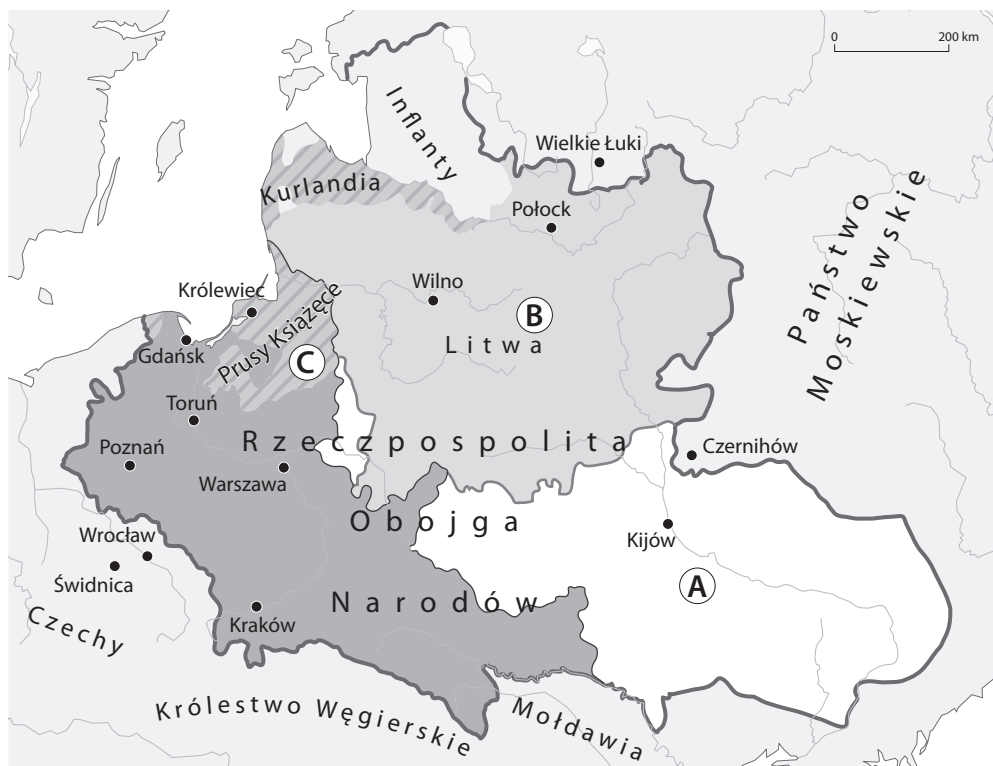 0 200 km
Inflanty
Wielkie Łuki
Kurlandia
Połock
Państwo
Moskiewskie
Królewiec
Wilno
Prusy Książęce
B
Litwa
Gdańsk
C
Toruń
Rzeczpospolita
Czernihów
Poznań
Warszawa
Obojga
Wrocław
Kijów
Świdnica
A
Narodów
Kraków
Czechy
Królestwo Węgierskie
Mołdawia